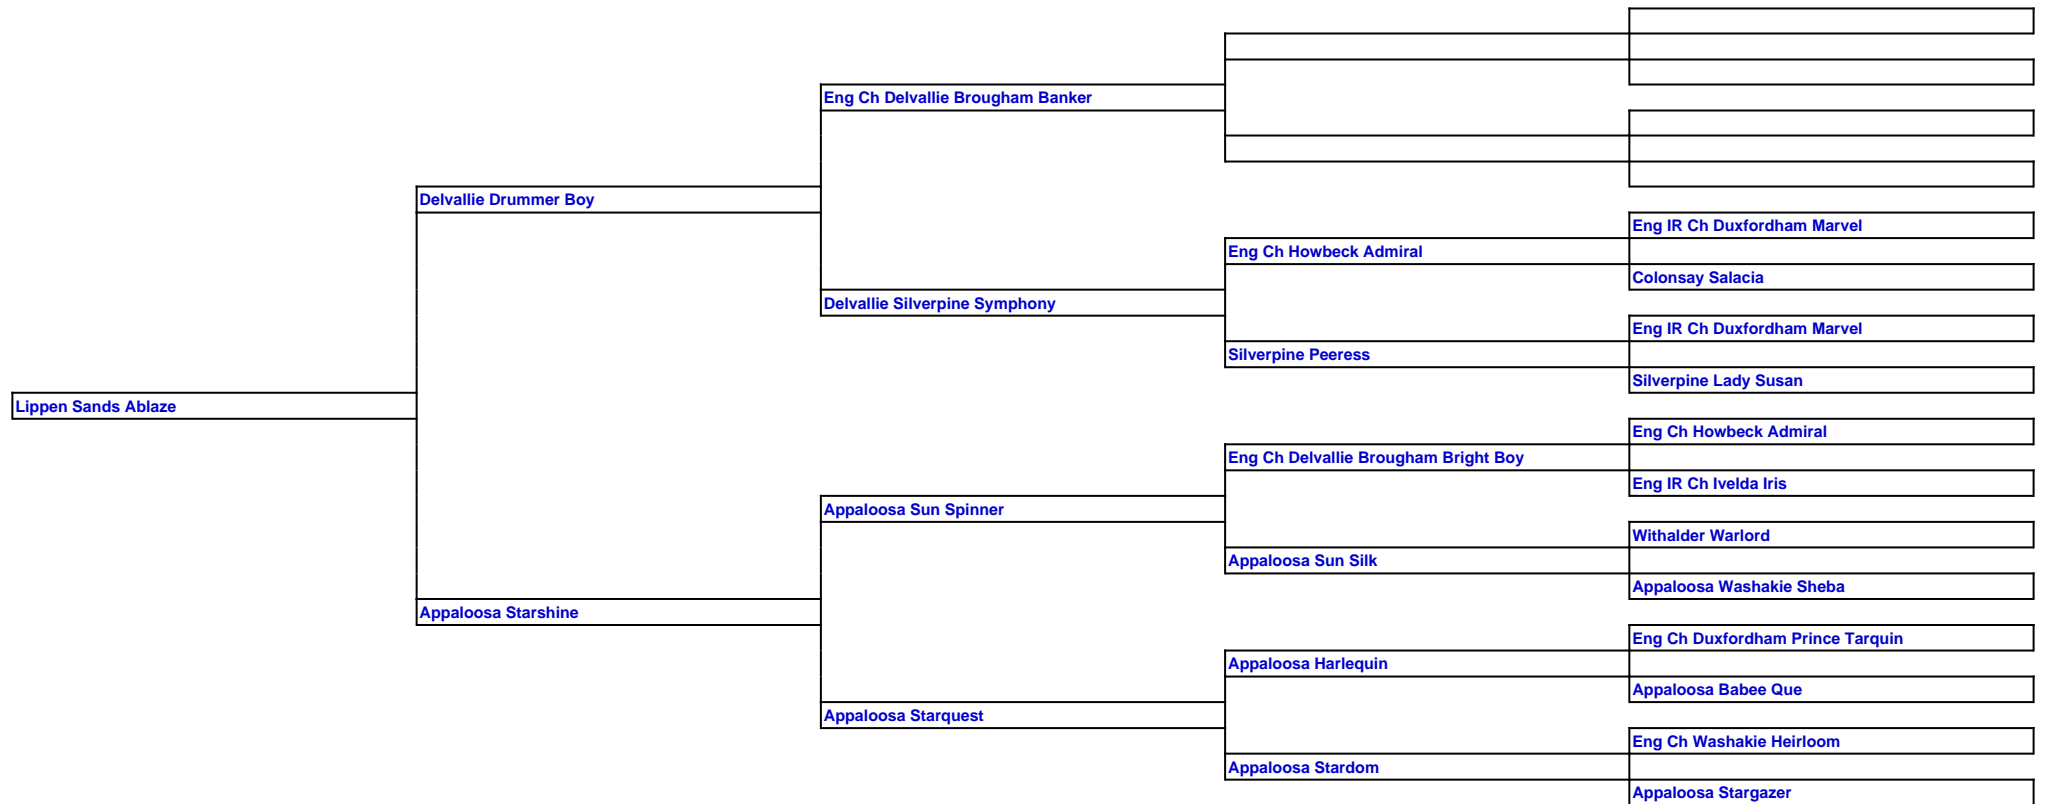 Eng Ch Delvallie Brougham Banker
Delvallie Drummer Boy
Eng IR Ch Duxfordham Marvel
Eng Ch Howbeck Admiral
Colonsay Salacia
Delvallie Silverpine Symphony
Eng IR Ch Duxfordham Marvel
Silverpine Peeress
Silverpine Lady Susan
Lippen Sands Ablaze
Eng Ch Howbeck Admiral
Eng Ch Delvallie Brougham Bright Boy
Eng IR Ch Ivelda Iris
Appaloosa Sun Spinner
Withalder Warlord
Appaloosa Sun Silk
Appaloosa Washakie Sheba
Appaloosa Starshine
Eng Ch Duxfordham Prince Tarquin
Appaloosa Harlequin
Appaloosa Babee Que
Appaloosa Starquest
Eng Ch Washakie Heirloom
Appaloosa Stardom
Appaloosa Stargazer